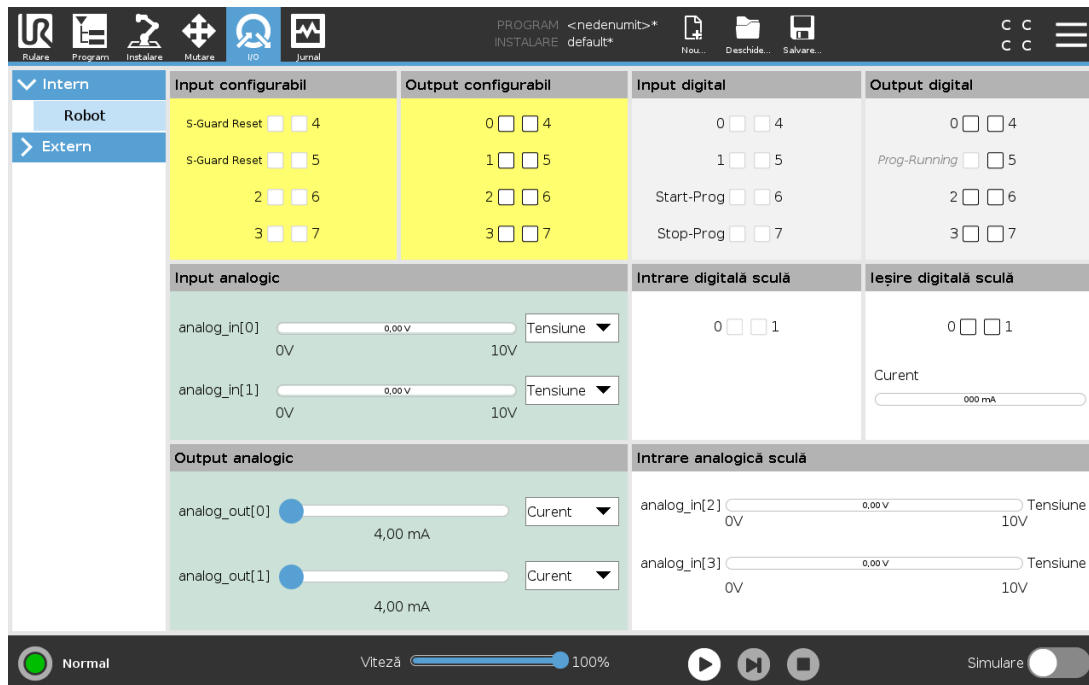 PROGRAM <nedenumit>*
INSTALARE default*
Rulare Program Instalare Mutare I/O Jurnal Nou... Deschide... Salvare...
C C
C C
Intern
Robot
Extern
Input configurabil
S-Guard Reset 4
S-Guard Reset 5
2 6
3 7
Output configurabil
0 4
1 5
2 6
3 7
Input digital
0 4
1 5
Start-Prog 6
Stop-Prog 7
Output digital
0 4
Prog-Running 5
2 6
3 7
Input analogic
analog_in[0] 0,00 V Tensiune
0V 10V
analog_in[1] 0,00 V Tensiune
0V 10V
Intrare digitală sculă
0 1
Ieșire digitală sculă
0 1
Curent
000 mA
Output analogic
analog_out[0] Curent
4,00 mA
analog_out[1] Curent
4,00 mA
Intrare analogică sculă
analog_in[2] 0,00 V Tensiune
0V 10V
analog_in[3] 0,00 V Tensiune
0V 10V
Normal Viteză 100% Simulare